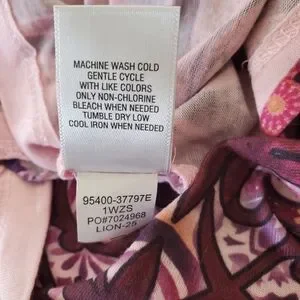 MACHINE WASH COLD
GENTLE CYCLE
WITH LIKE COLORS
ONLY NON-CHLORINE
BLEACH WHEN NEEDED
TUMBLE DRY LOW
COOL IRON WHEN NEEDED
95400-37797E
1WZS
PO#7024968
LION-25